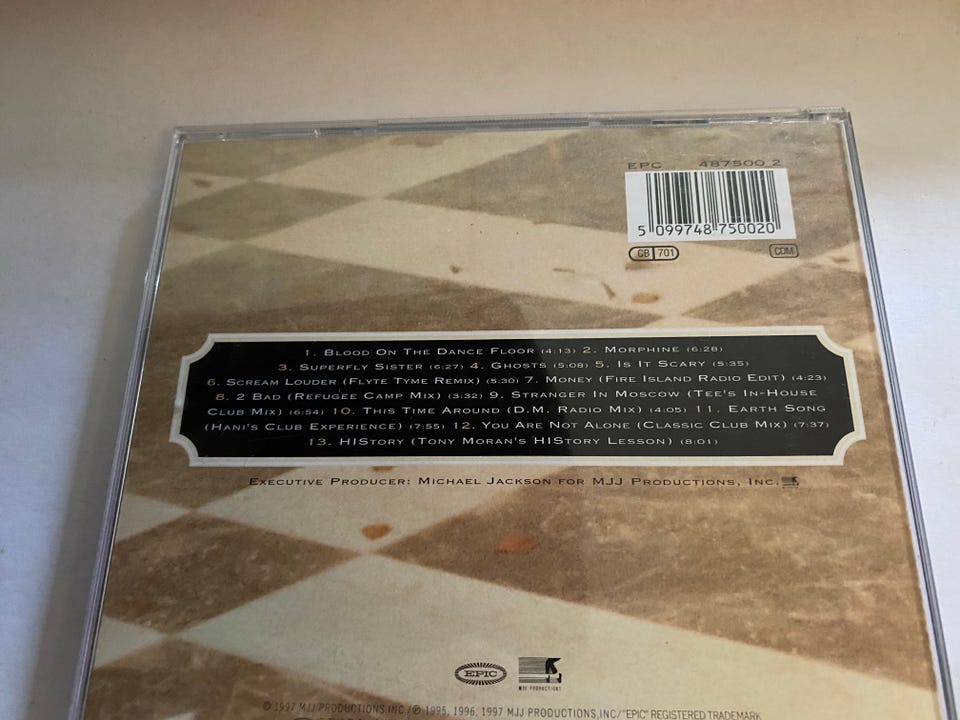 EPC 487500 2
5 099748 750020
GB 701 CDM
1. BLOOD ON THE DANCE FLOOR (4:13) 2. MORPHINE (6:28)
3. SUPERFLY SISTER (6:27) 4. GHOSTS (5:08) 5. IS IT SCARY (5:35)
6. SCREAM LOUDER (FLYTE TYME REMIX) (5:30) 7. MONEY (FIRE ISLAND RADIO EDIT) (4:23)
8. 2 BAD (REFUGEE CAMP MIX) (3:32) 9. STRANGER IN MOSCOW (TEE'S IN-HOUSE
CLUB MIX) (6:54) 10. THIS TIME AROUND (D.M. RADIO MIX) (4:05) 11. EARTH SONG
(HANI'S CLUB EXPERIENCE) (7:55) 12. YOU ARE NOT ALONE (CLASSIC CLUB MIX) (7:37)
13. HISTORY (TONY MORAN'S HISTORY LESSON) (8:01)
EXECUTIVE PRODUCER: MICHAEL JACKSON FOR MJJ PRODUCTIONS, INC.
EPIC MJJ PRODUCTIONS
© 1997 MJJ PRODUCTIONS, INC./℗ 1995, 1996, 1997 MJJ PRODUCTIONS, INC/"EPIC" REGISTERED TRADEMARK